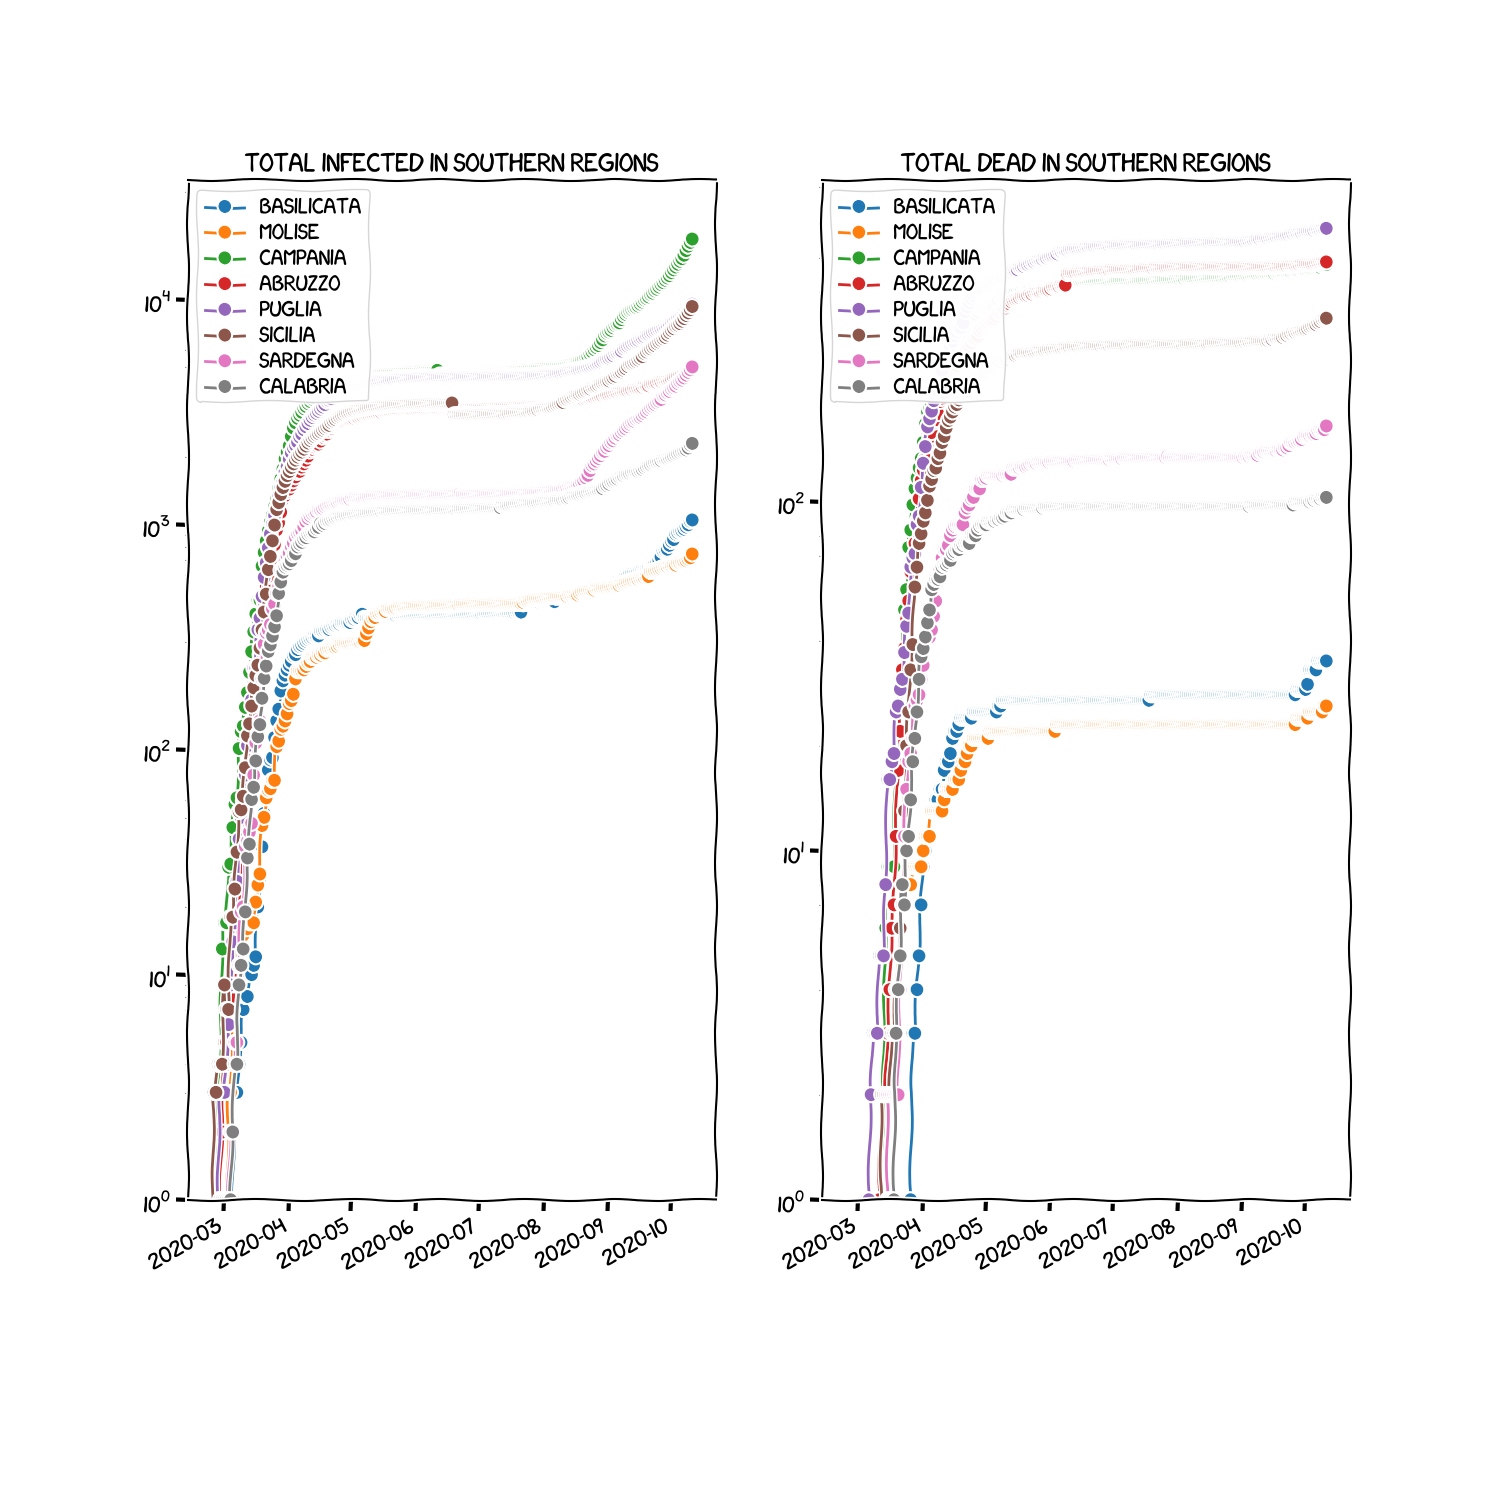 TOTAL INFECTED IN SOUTHERN REGIONS
BASILICATA
MOLISE
CAMPANIA
ABRUZZO
PUGLIA
SICILIA
SARDEGNA
CALABRIA
10⁴
10³
10²
10¹
10⁰
2020-03
2020-04
2020-05
2020-06
2020-07
2020-08
2020-09
2020-10
TOTAL DEAD IN SOUTHERN REGIONS
BASILICATA
MOLISE
CAMPANIA
ABRUZZO
PUGLIA
SICILIA
SARDEGNA
CALABRIA
10²
10¹
10⁰
2020-03
2020-04
2020-05
2020-06
2020-07
2020-08
2020-09
2020-10